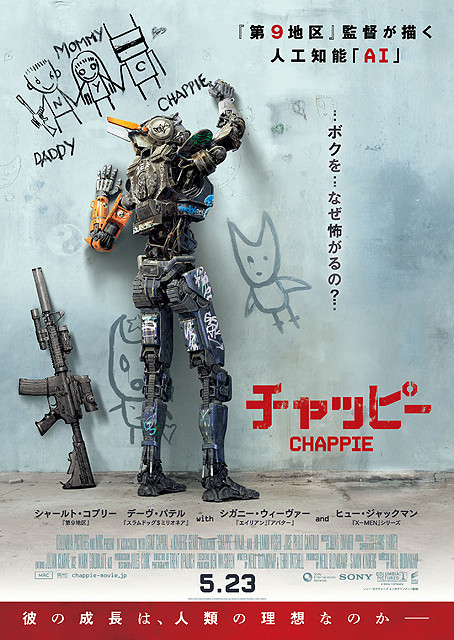 『第9地区』監督が描く
人工知能「AI」
MOMMY
CHAPPIE
DADDY
…ボクを…なぜ怖がるの？…
チャッピー
CHAPPIE
シャールト・コプリー
『第9地区』
デーヴ・パテル
『スラムドッグ$ミリオネア』
with
シガニー・ウィーヴァー
『エイリアン』『アバター』
and
ヒュー・ジャックマン
『X-MEN』シリーズ
MRC
chappie-movie.jp
5.23
SONY
COLUMBIA PICTURES
彼の成長は、人類の理想なのか――